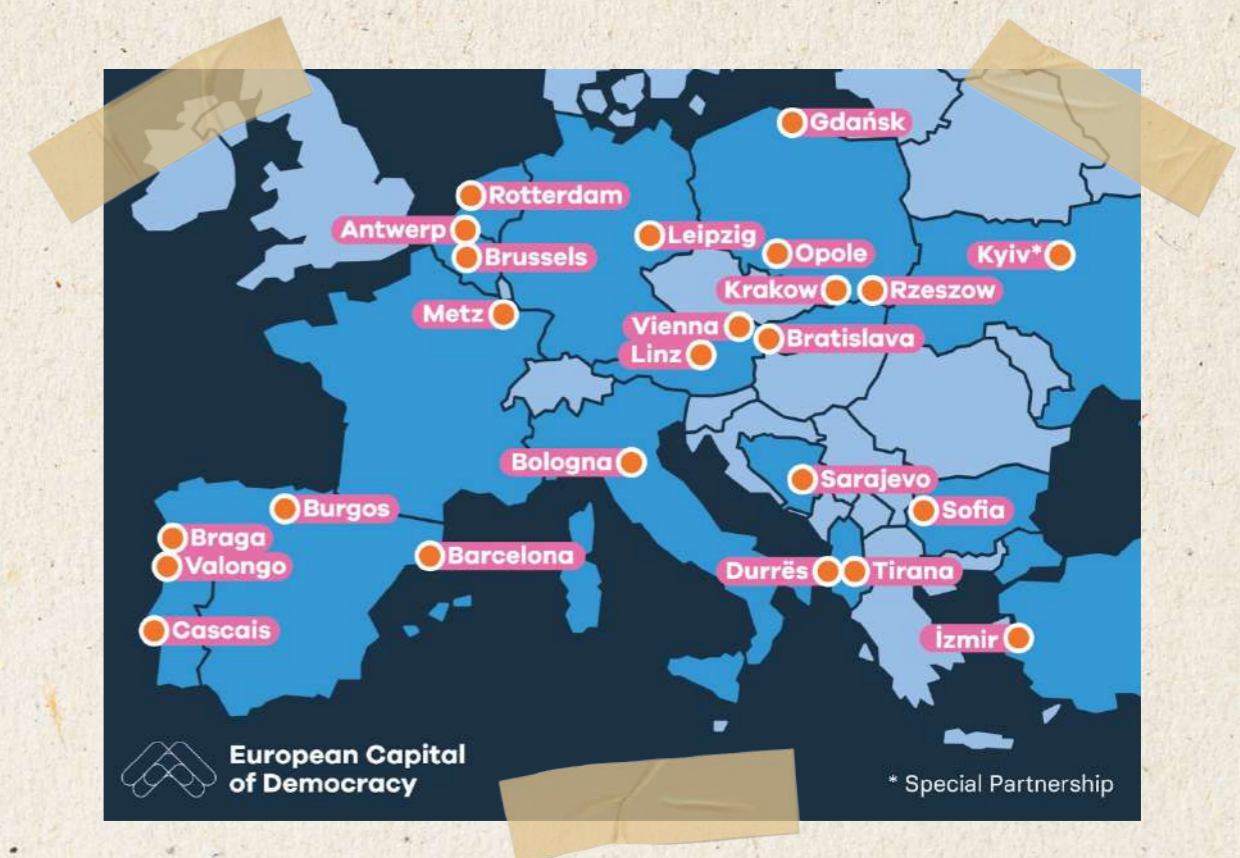 Gdańsk
Rotterdam
Antwerp
Leipzig
Brussels
Opole
Kyiv*
Krakow
Rzeszow
Metz
Vienna
Bratislava
Linz
Bologna
Sarajevo
Burgos
Sofia
Braga
Barcelona
Valongo
Durrës
Tirana
Cascais
İzmir
European Capital
of Democracy
* Special Partnership